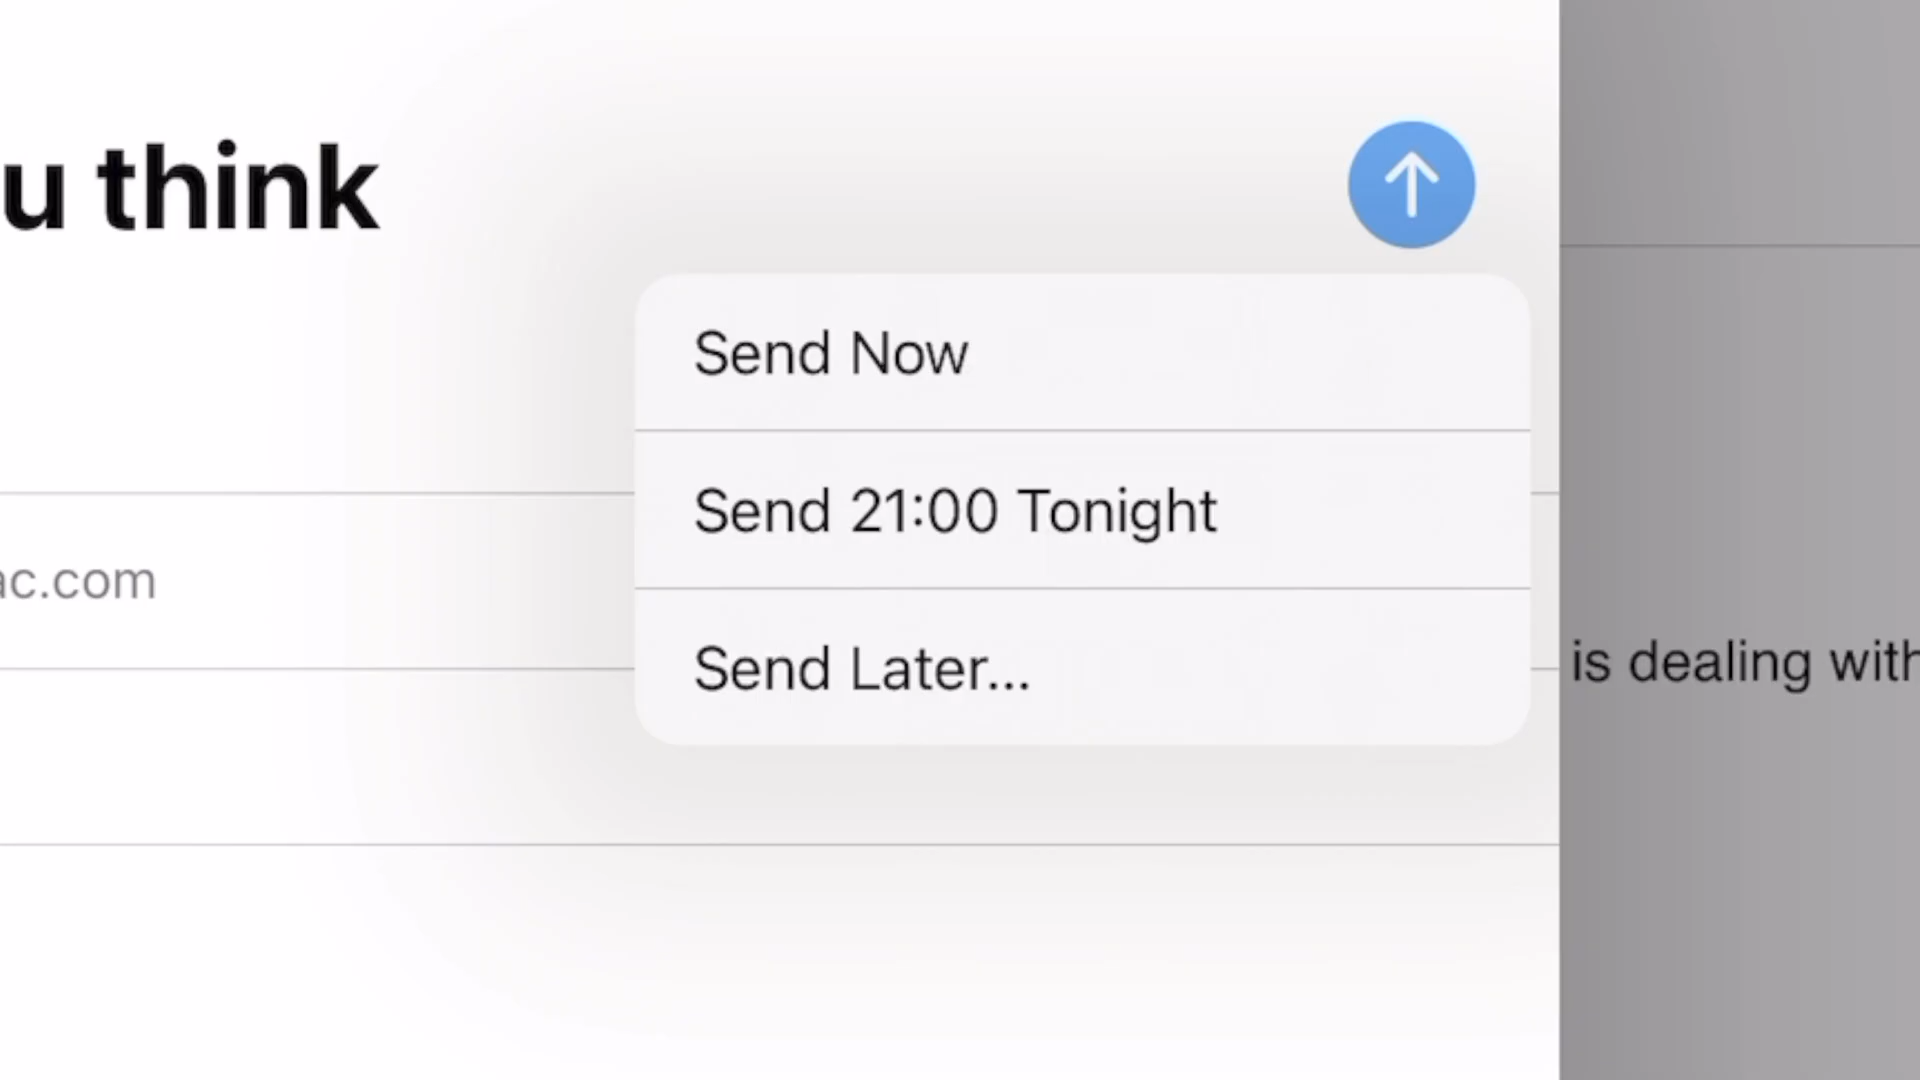 u think
Send Now
Send 21:00 Tonight
ac.com
Send Later...
is dealing with